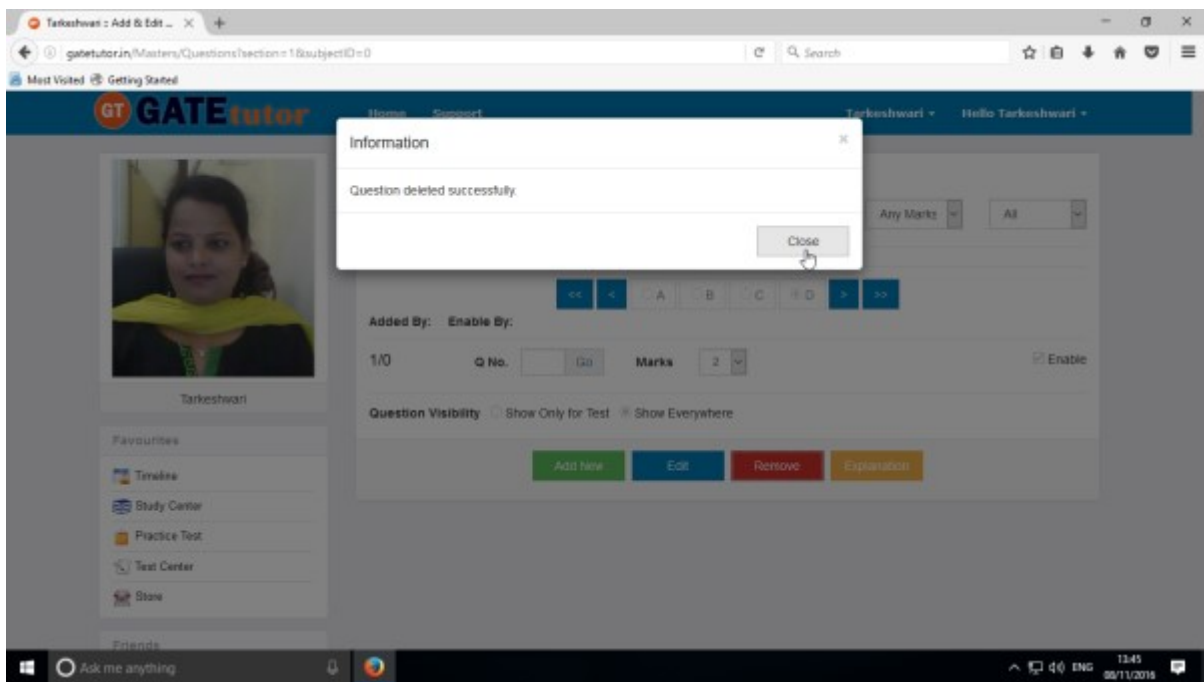 Tarkeshwari : Add & Edit ...
gatetutor.in/Masters/Questions?section=1&subjectID=0
Search
Most Visited Getting Started
GT GATEtutor Home Support Tarkeshwari Hello Tarkeshwari
Information ×
Question deleted successfully.
Close
Any Marks All
<< < A B C D > >>
Added By: Enable By:
1/0 Q No. Go Marks 2 Enable
Tarkeshwari
Question Visibility Show Only for Test Show Everywhere
Add New Edit Remove Explanation
Favourites
Timeline
Study Center
Practice Test
Test Center
Store
Friends
Ask me anything
ENG 13:45
08/11/2016